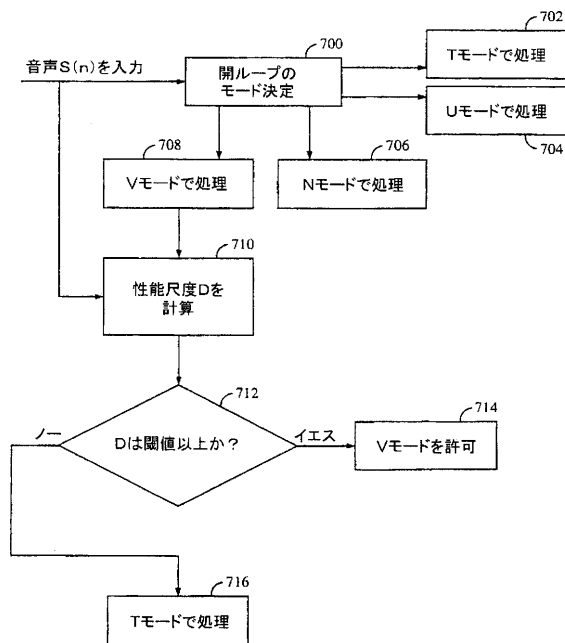 音声S(n)を入力
700
開ループの
モード決定
702
Tモードで処理
Uモードで処理
704
708
Vモードで処理
706
Nモードで処理
710
性能尺度Dを
計算
712
ノー
Dは閾値以上か?
イエス
714
Vモードを許可
716
Tモードで処理